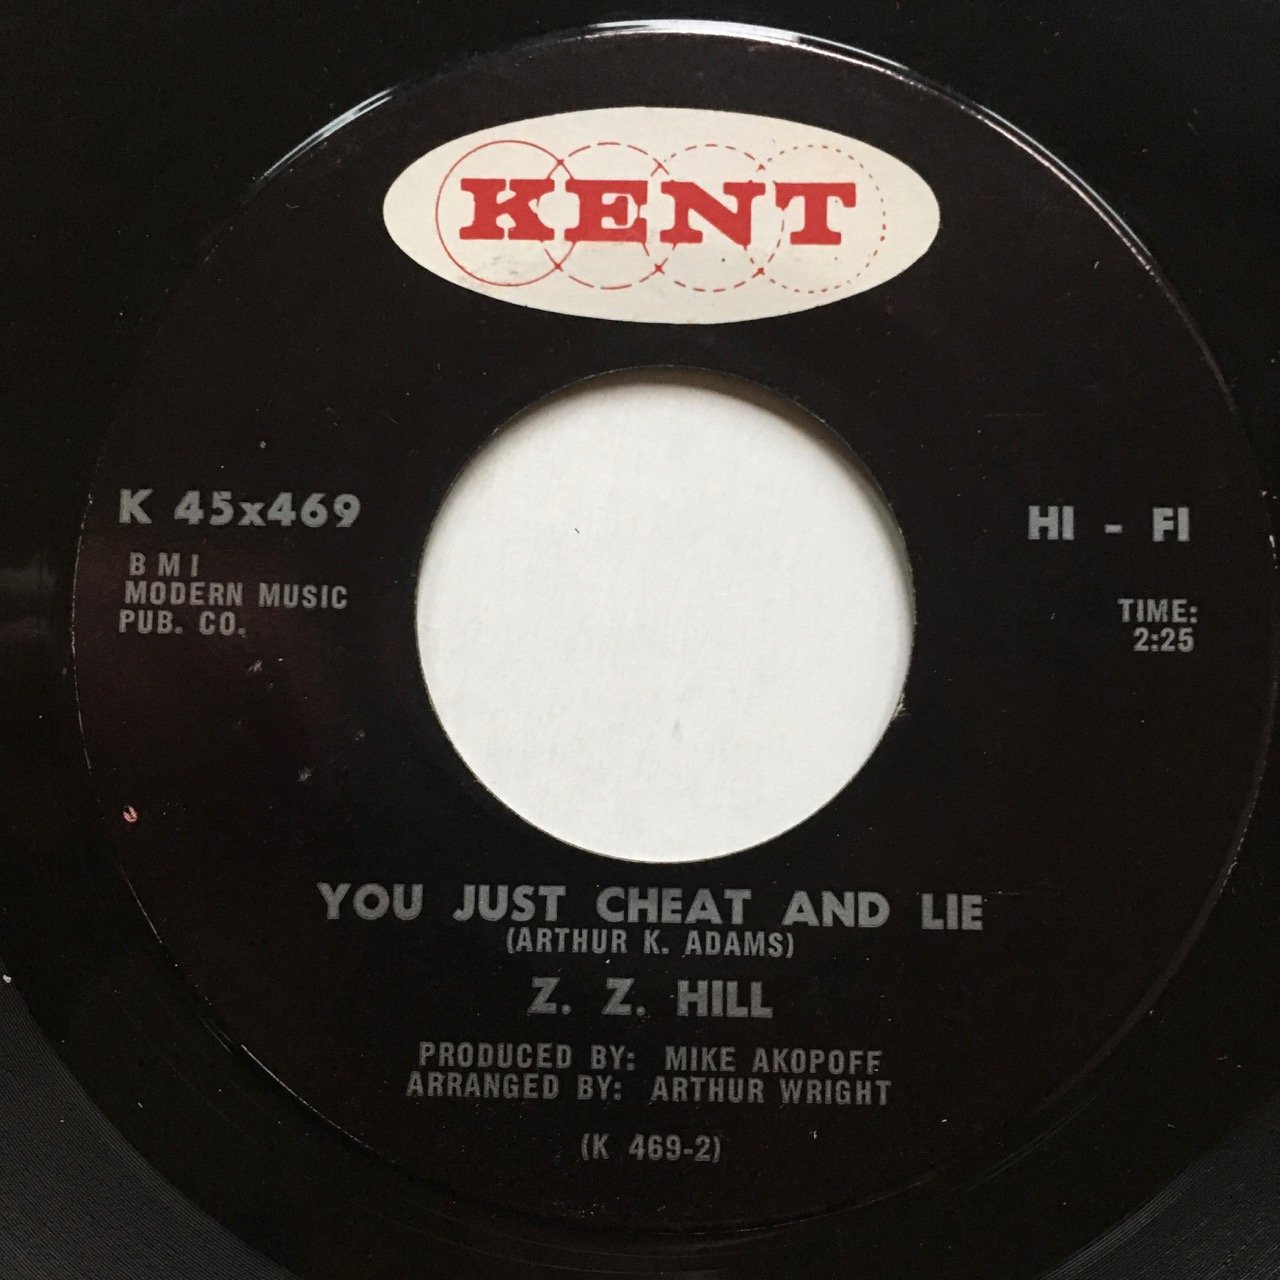 KENT
K 45x469
BMI
MODERN MUSIC
PUB. CO.
HI - FI
TIME:
2:25
YOU JUST CHEAT AND LIE
(ARTHUR K. ADAMS)
Z. Z. HILL
PRODUCED BY: MIKE AKOPOFF
ARRANGED BY: ARTHUR WRIGHT
(K 469-2)